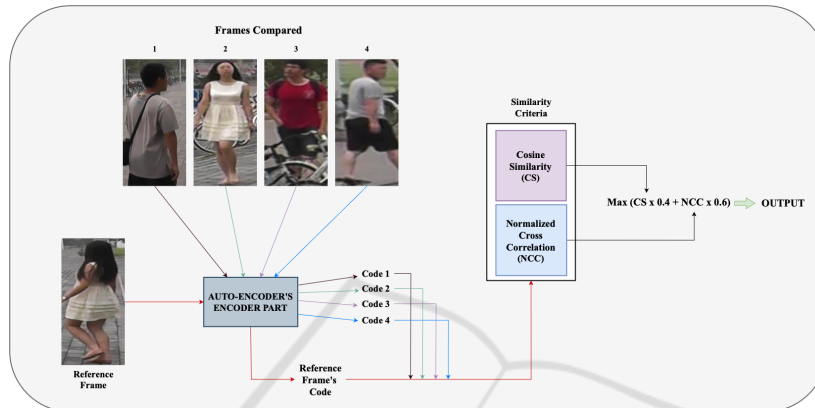 Frames Compared
1 2 3 4
Similarity
Criteria
Cosine
Similarity
(CS)
Normalized
Cross
Correlation
(NCC)
Max (CS x 0.4 + NCC x 0.6)
OUTPUT
AUTO-ENCODER'S
ENCODER PART
Code 1
Code 2
Code 3
Code 4
Reference
Frame
Reference
Frame's
Code